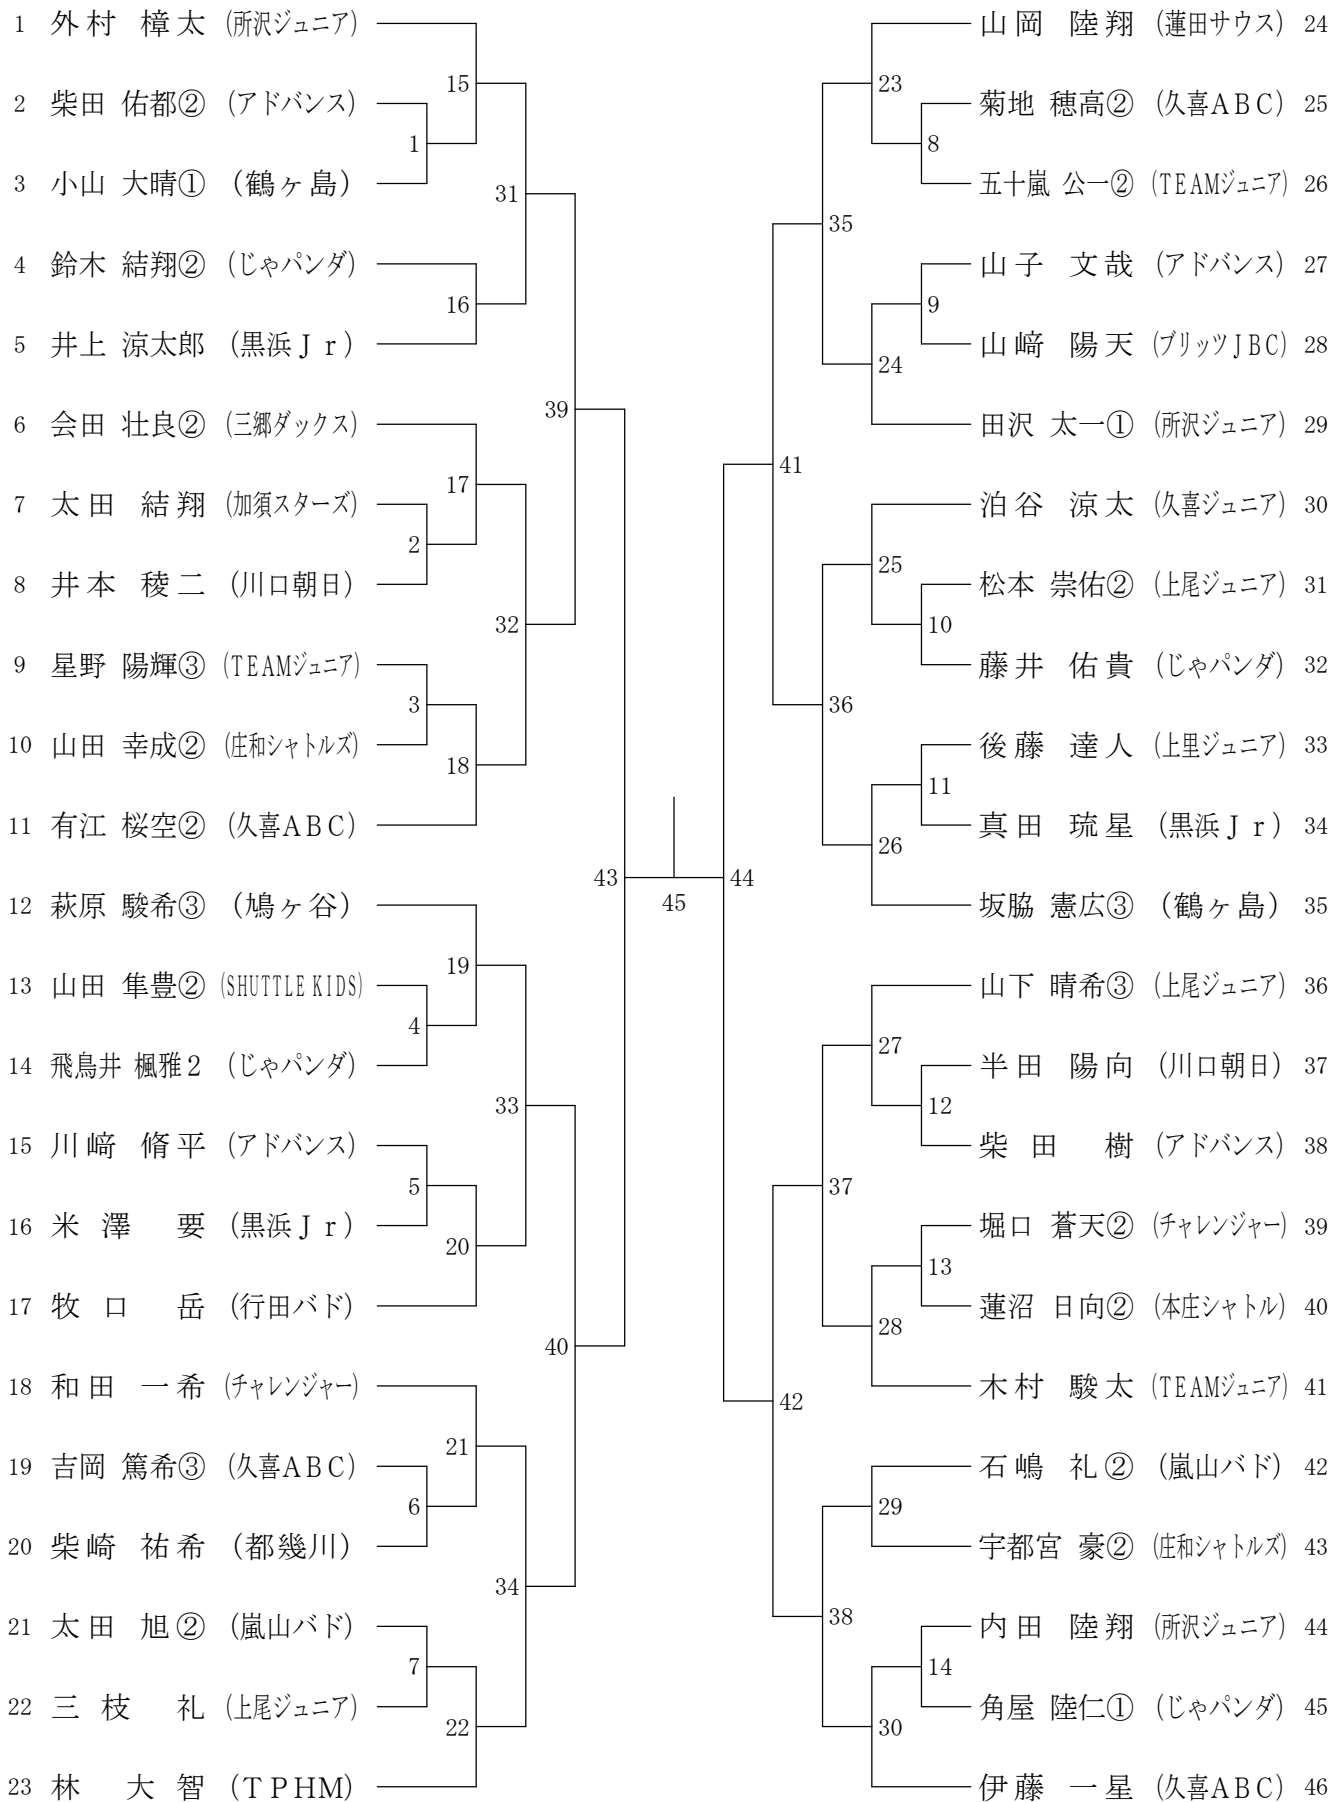 1 外村 樟太 (所沢ジュニア)
2 柴田 佑都② (アドバンス)
3 小山 大晴① (鶴ヶ島)
4 鈴木 結翔② (じゃパンダ)
5 井上 涼太郎 (黒浜Ｊｒ)
6 会田 壮良② (三郷ダックス)
7 太田 結翔 (加須スターズ)
8 井本 稜二 (川口朝日)
9 星野 陽輝③ (TEAMジュニア)
10 山田 幸成② (庄和シャトルズ)
11 有江 桜空② (久喜ABC)
12 萩原 駿希③ (鳩ヶ谷)
13 山田 隼豊② (SHUTTLE KIDS)
14 飛鳥井 楓雅２ (じゃパンダ)
15 川﨑 脩平 (アドバンス)
16 米澤 要 (黒浜Ｊｒ)
17 牧口 岳 (行田バド)
18 和田 一希 (チャレンジャー)
19 吉岡 篤希③ (久喜ABC)
20 柴崎 祐希 (都幾川)
21 太田 旭② (嵐山バド)
22 三枝 礼 (上尾ジュニア)
23 林 大智 (TPHM)
15
1
31
16
39
17
2
32
3
18
43
19
4
33
5
20
40
21
6
34
7
22
45
44
23
8
35
9
24
41
25
10
36
11
26
27
12
37
13
28
42
29
38
14
30
山岡 陸翔 (蓮田サウス) 24
菊地 穂高② (久喜ABC) 25
五十嵐 公一② (TEAMジュニア) 26
山子 文哉 (アドバンス) 27
山﨑 陽天 (ブリッツJBC) 28
田沢 太一① (所沢ジュニア) 29
泊谷 涼太 (久喜ジュニア) 30
松本 崇佑② (上尾ジュニア) 31
藤井 佑貴 (じゃパンダ) 32
後藤 達人 (上里ジュニア) 33
真田 琉星 (黒浜Ｊｒ) 34
坂脇 憲広③ (鶴ヶ島) 35
山下 晴希③ (上尾ジュニア) 36
半田 陽向 (川口朝日) 37
柴田 樹 (アドバンス) 38
堀口 蒼天② (チャレンジャー) 39
蓮沼 日向② (本庄シャトル) 40
木村 駿太 (TEAMジュニア) 41
石嶋 礼② (嵐山バド) 42
宇都宮 豪② (庄和シャトルズ) 43
内田 陸翔 (所沢ジュニア) 44
角屋 陸仁① (じゃパンダ) 45
伊藤 一星 (久喜ABC) 46